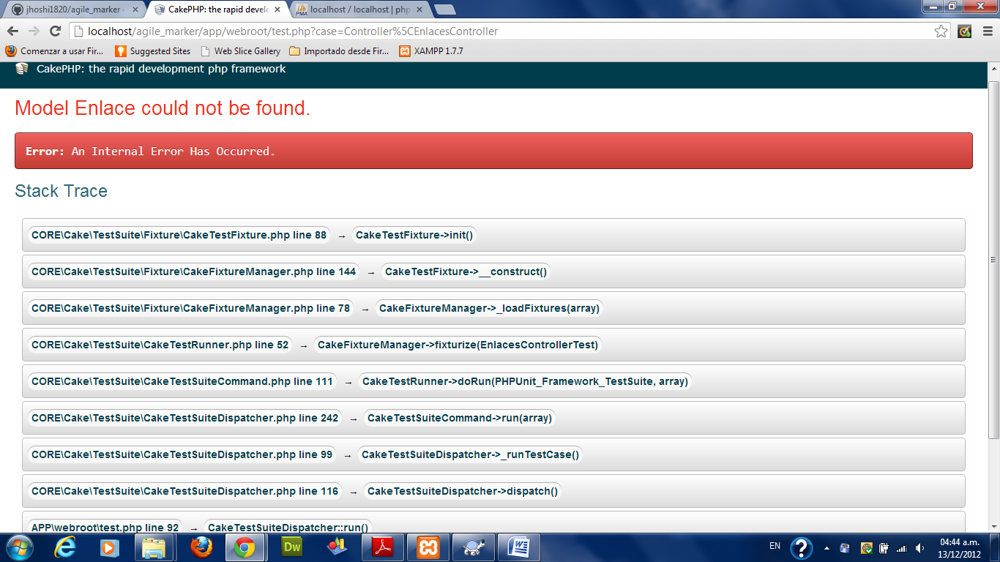 jhoshi1820/agile_marker
CakePHP: the rapid devel
localhost / localhost | php
localhost/agile_marker/app/webroot/test.php?case=Controller%5CEnlacesController
Comenzar a usar Fir...
Suggested Sites
Web Slice Gallery
Importado desde Fir...
XAMPP 1.7.7
CakePHP: the rapid development php framework
Model Enlace could not be found.
Error: An Internal Error Has Occurred.
Stack Trace
CORE\Cake\TestSuite\Fixture\CakeTestFixture.php line 88 → CakeTestFixture->init()
CORE\Cake\TestSuite\Fixture\CakeFixtureManager.php line 144 → CakeTestFixture->__construct()
CORE\Cake\TestSuite\Fixture\CakeFixtureManager.php line 78 → CakeFixtureManager->_loadFixtures(array)
CORE\Cake\TestSuite\CakeTestRunner.php line 52 → CakeFixtureManager->fixturize(EnlacesControllerTest)
CORE\Cake\TestSuite\CakeTestSuiteCommand.php line 111 → CakeTestRunner->doRun(PHPUnit_Framework_TestSuite, array)
CORE\Cake\TestSuite\CakeTestSuiteDispatcher.php line 242 → CakeTestSuiteCommand->run(array)
CORE\Cake\TestSuite\CakeTestSuiteDispatcher.php line 99 → CakeTestSuiteDispatcher->_runTestCase()
CORE\Cake\TestSuite\CakeTestSuiteDispatcher.php line 116 → CakeTestSuiteDispatcher->dispatch()
APP\webroot\test.php line 92 → CakeTestSuiteDispatcher::run()
Dw
EN
04:44 a.m.
13/12/2012